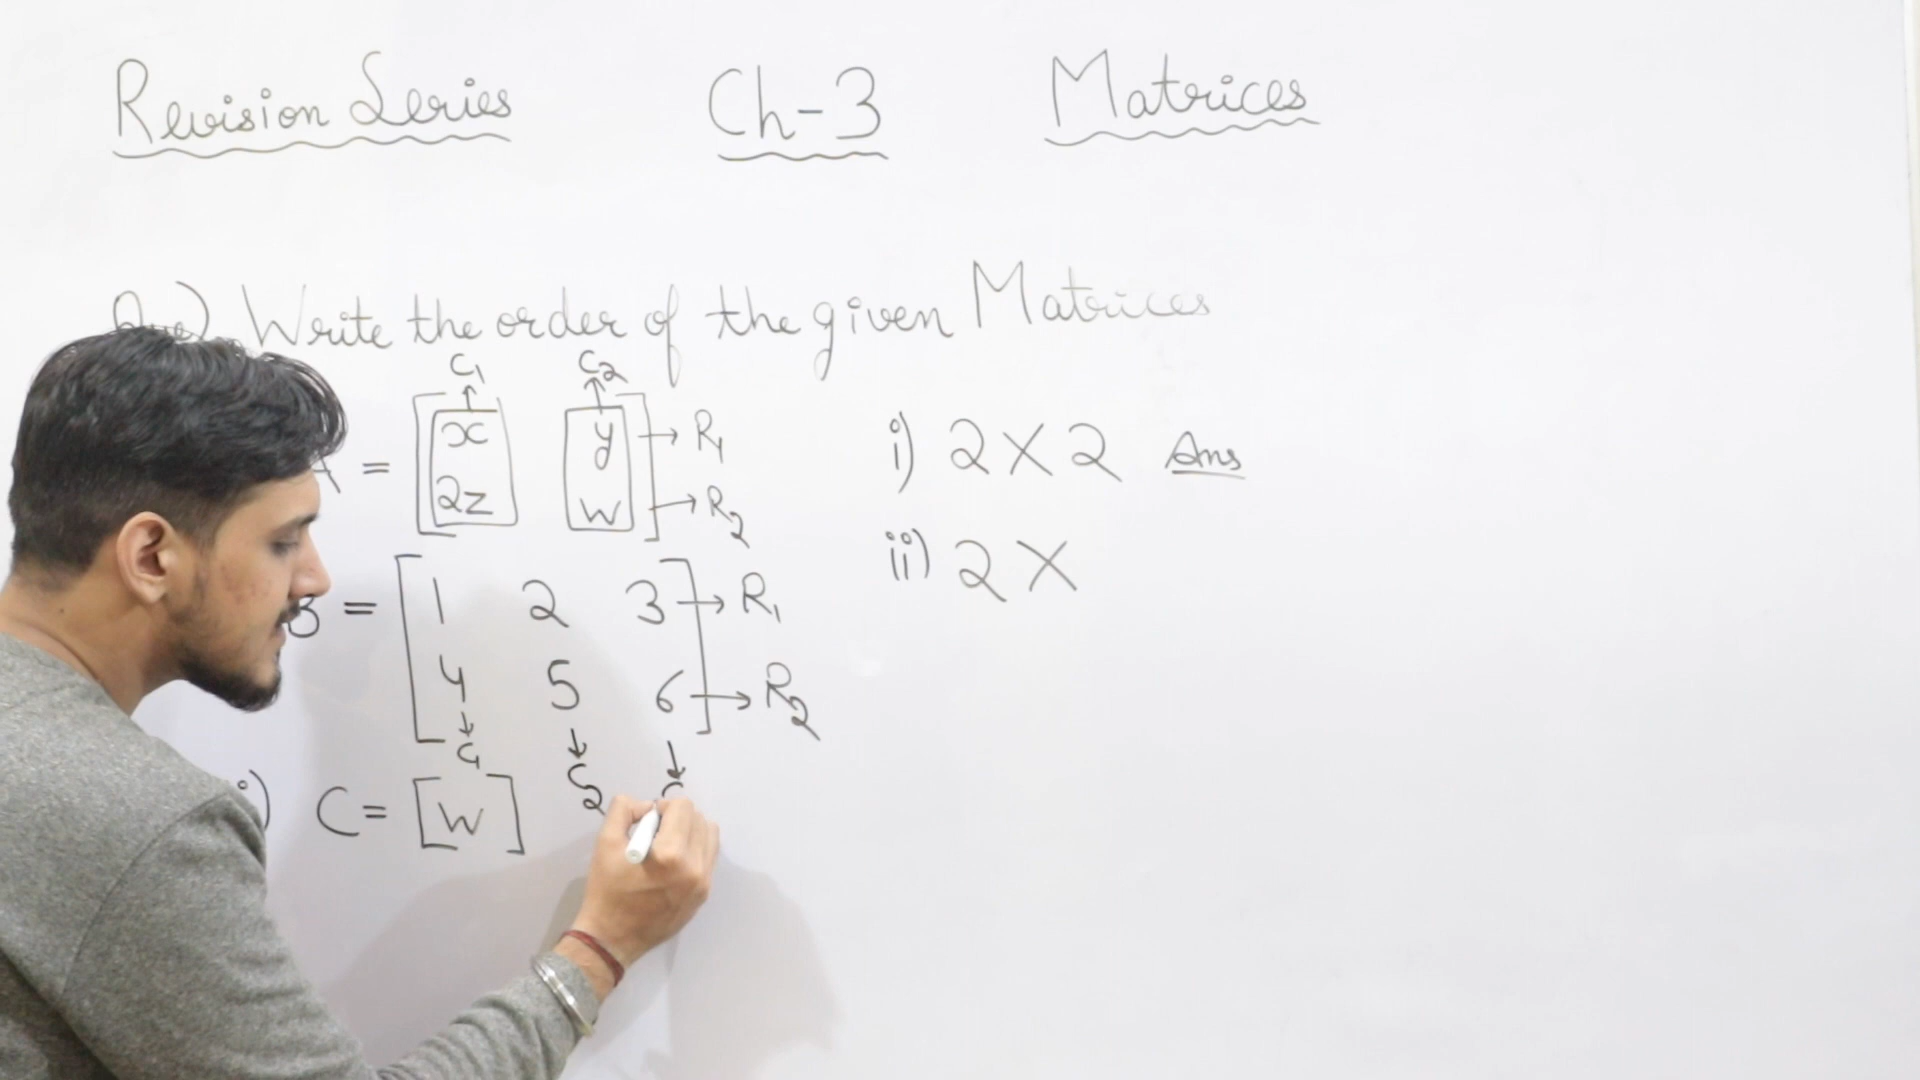 Revision Series Ch-3 Matrices
Que) Write the order of the given Matrices
C1 C2
A = [x y] → R1 i) 2 X 2 Ans
[2z w] → R2
B = [1 2 3] → R1 ii) 2 X
[4 5 6] → R2
C1 C2
) C = [w]